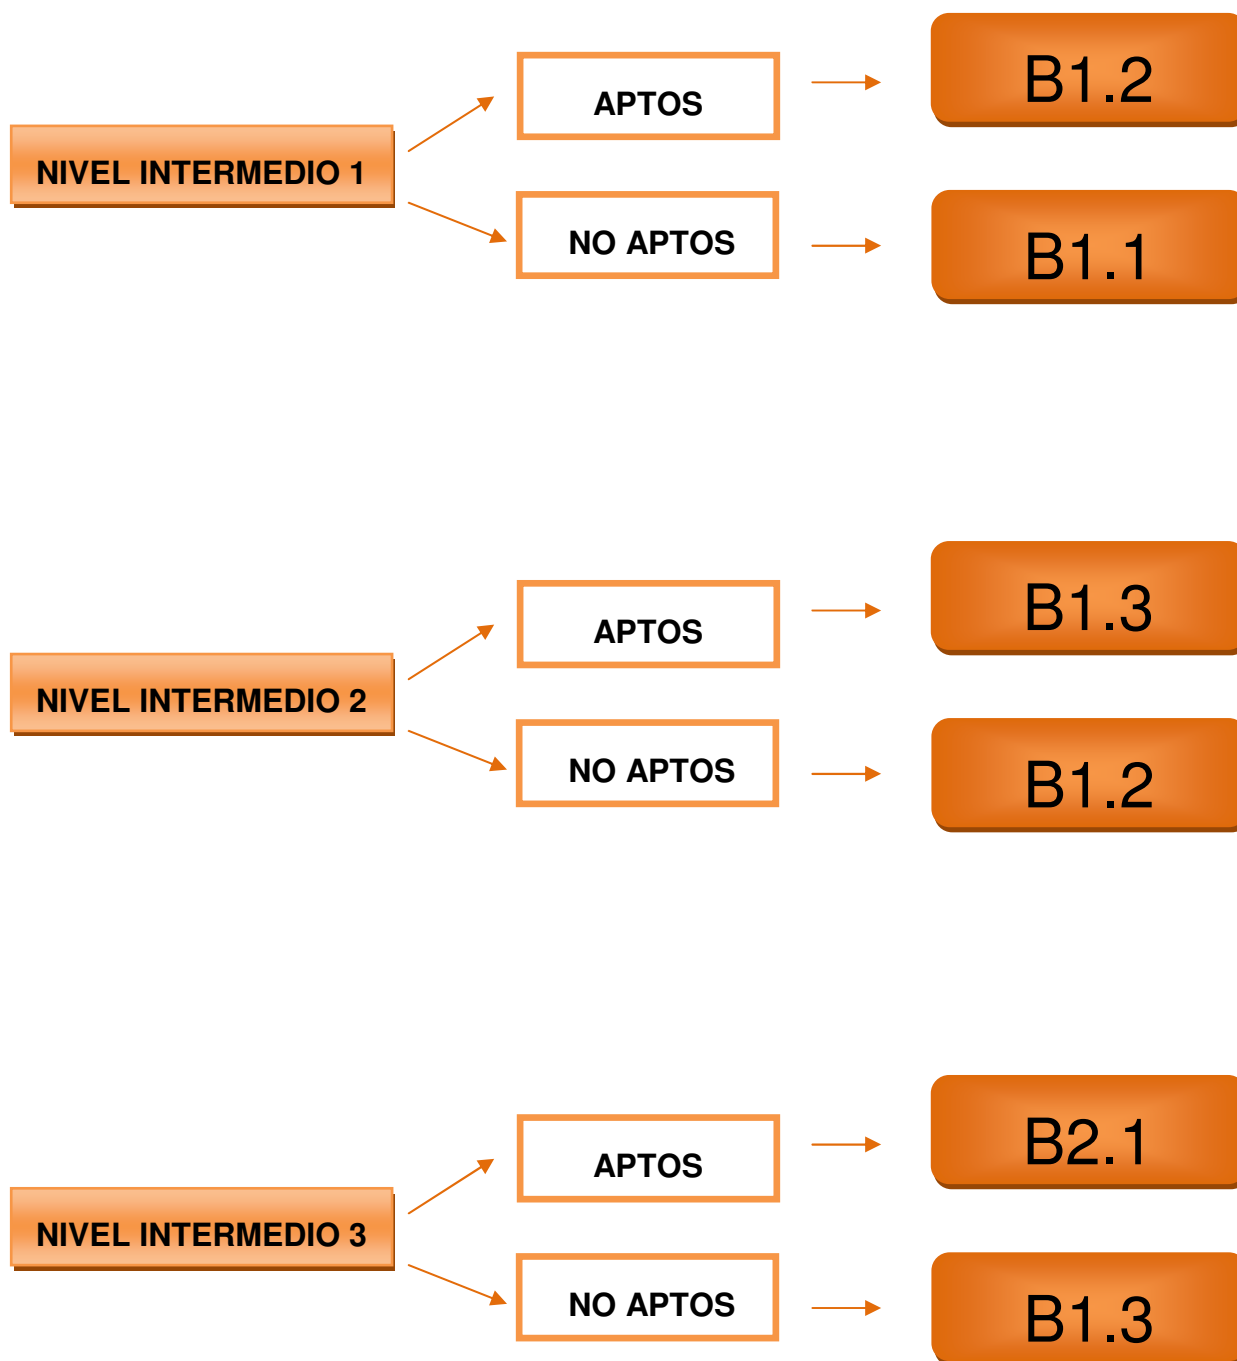 APTOS
B1.2
NIVEL INTERMEDIO 1
NO APTOS
B1.1
APTOS
B1.3
NIVEL INTERMEDIO 2
NO APTOS
B1.2
APTOS
B2.1
NIVEL INTERMEDIO 3
NO APTOS
B1.3